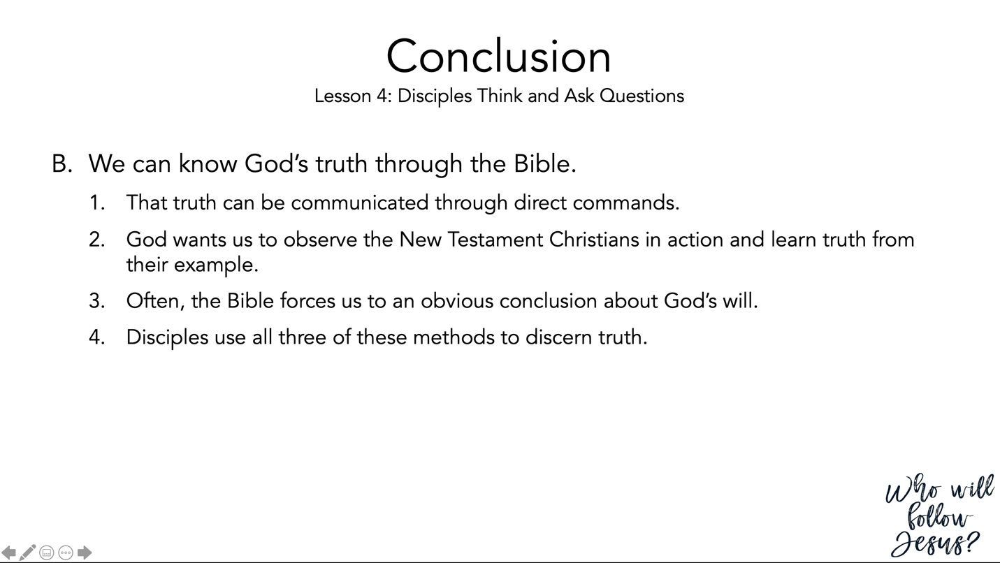 Conclusion
Lesson 4: Disciples Think and Ask Questions
B. We can know God’s truth through the Bible.
1. That truth can be communicated through direct commands.
2. God wants us to observe the New Testament Christians in action and learn truth from
their example.
3. Often, the Bible forces us to an obvious conclusion about God’s will.
4. Disciples use all three of these methods to discern truth.
Who will
follow
Jesus?